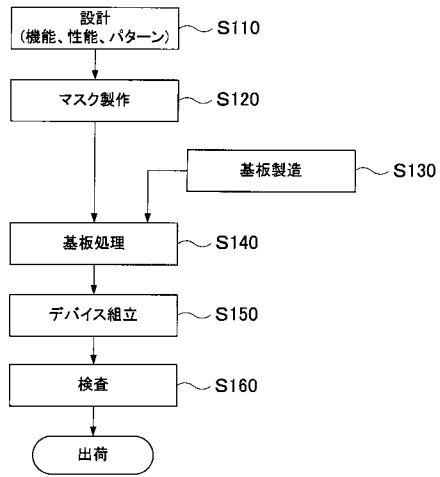 設計
(機能、性能、パターン)
S110
マスク製作
S120
基板製造
S130
基板処理
S140
デバイス組立
S150
検査
S160
出荷